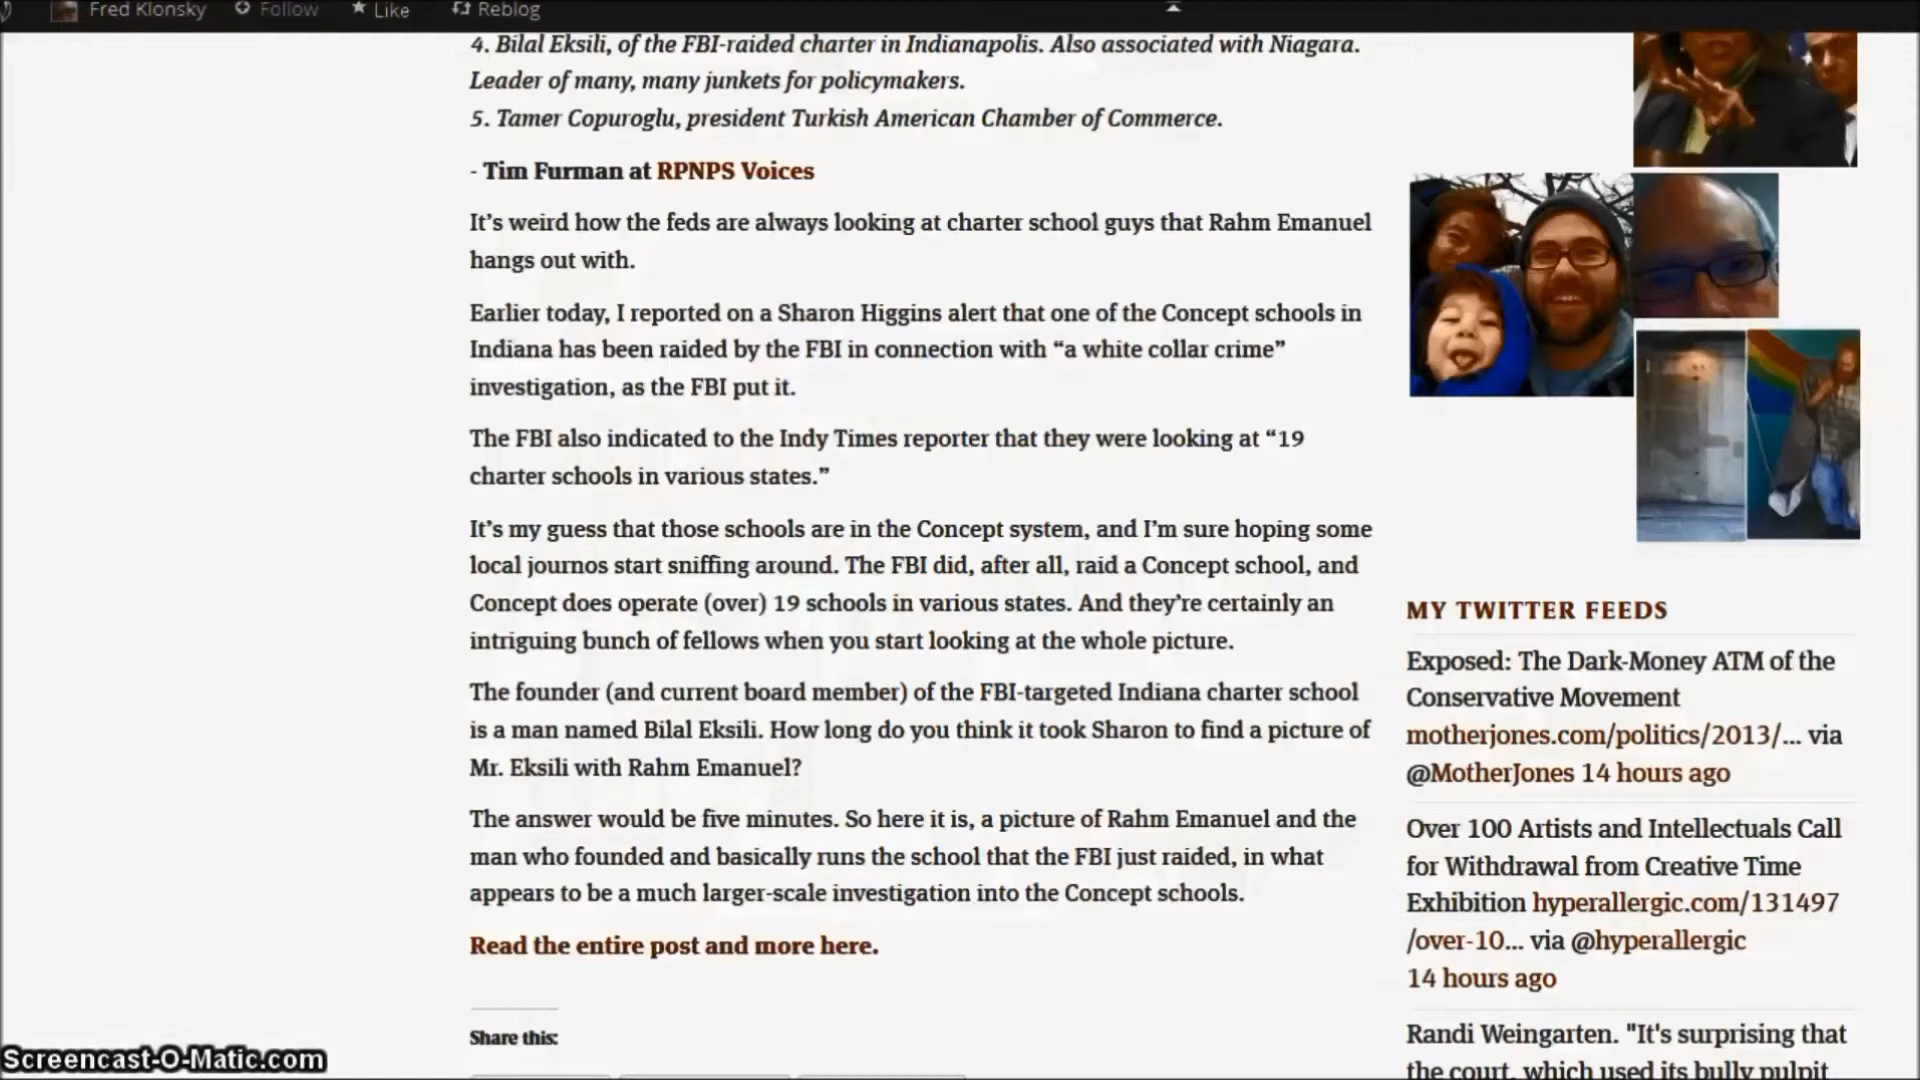 Fred Klonsky Follow Like Reblog
4. Bilal Eksili, of the FBI-raided charter in Indianapolis. Also associated with Niagara.
Leader of many, many junkets for policymakers.
5. Tamer Copuroglu, president Turkish American Chamber of Commerce.
- Tim Furman at RPNPS Voices
It’s weird how the feds are always looking at charter school guys that Rahm Emanuel
hangs out with.
Earlier today, I reported on a Sharon Higgins alert that one of the Concept schools in
Indiana has been raided by the FBI in connection with “a white collar crime”
investigation, as the FBI put it.
The FBI also indicated to the Indy Times reporter that they were looking at “19
charter schools in various states.”
It’s my guess that those schools are in the Concept system, and I’m sure hoping some
local journos start sniffing around. The FBI did, after all, raid a Concept school, and
Concept does operate (over) 19 schools in various states. And they’re certainly an
intriguing bunch of fellows when you start looking at the whole picture.
The founder (and current board member) of the FBI-targeted Indiana charter school
is a man named Bilal Eksili. How long do you think it took Sharon to find a picture of
Mr. Eksili with Rahm Emanuel?
The answer would be five minutes. So here it is, a picture of Rahm Emanuel and the
man who founded and basically runs the school that the FBI just raided, in what
appears to be a much larger-scale investigation into the Concept schools.
Read the entire post and more here.
Share this:
MY TWITTER FEEDS
Exposed: The Dark-Money ATM of the
Conservative Movement
motherjones.com/politics/2013/... via
@MotherJones 14 hours ago
Over 100 Artists and Intellectuals Call
for Withdrawal from Creative Time
Exhibition hyperallergic.com/131497
/over-10... via @hyperallergic
14 hours ago
Randi Weingarten. "It's surprising that
the court, which used its bully pulpit
Screencast-O-Matic.com